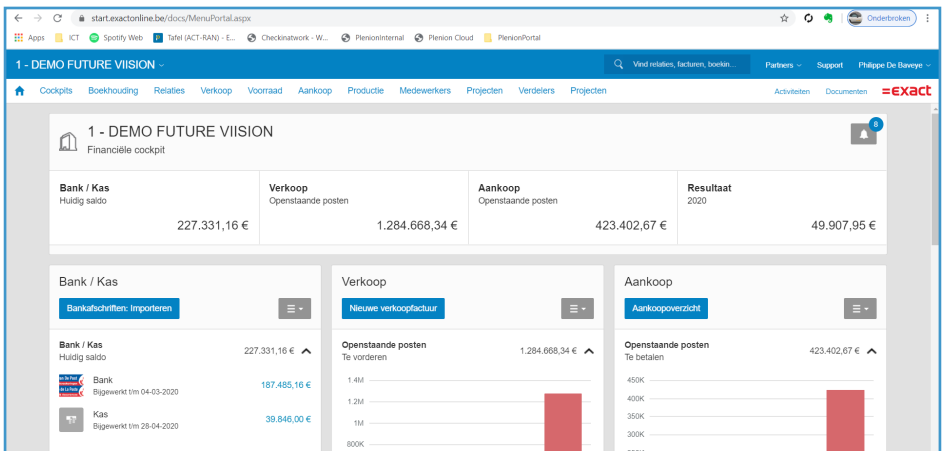 start.exactonline.be/docs/MenuPortal.aspx
Onderbroken
Apps ICT Spotify Web Tafel (ACT-RAN) - E... Checkinatwork - W... PlenionInternal Plenion Cloud PlenionPortal
1 - DEMO FUTURE VIISION Vind relaties, facturen, boekin... Partners Support Philippe De Baveye
Cockpits Boekhouding Relaties Verkoop Voorraad Aankoop Productie Medewerkers Projecten Verdelers Projecten Activiteiten Documenten =exact
1 - DEMO FUTURE VIISION
8
Financiële cockpit
Bank / Kas Verkoop Aankoop Resultaat
Huidig saldo Openstaande posten Openstaande posten 2020
227.331,16 € 1.284.668,34 € 423.402,67 € 49.907,95 €
Bank / Kas Verkoop Aankoop
Bankafschriften: Importeren Nieuwe verkoopfactuur Aankoopoverzicht
Bank / Kas 227.331,16 € Openstaande posten 1.284.668,34 € Openstaande posten 423.402,67 €
Huidig saldo Te vorderen Te betalen
Bank 187.485,16 € 1.4M 450K
Bijgewerkt t/m 04-03-2020 1.2M 400K
Kas 39.846,00 € 1M 350K
Bijgewerkt t/m 28-04-2020 800K 300K